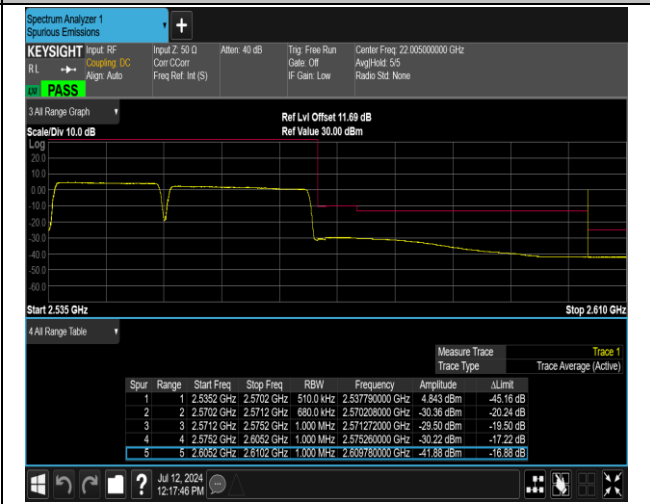 Spectrum Analyzer 1
Spurious Emissions
+
KEYSIGHT Input: RF Input Z: 50 Ω Atten: 40 dB Trig: Free Run Center Freq: 22.005000000 GHz
RL Coupling: DC Corr CCorr Gate: Off Avg|Hold: 5/5
Align: Auto Freq Ref: Int (S) IF Gain: Low Radio Std: None
PASS
3 All Range Graph
Ref Lvl Offset 11.69 dB
Scale/Div 10.0 dB Ref Value 30.00 dBm
Log
20.0
10.0
0.00
-10.0
-20.0
-30.0
-40.0
-50.0
-60.0
Start 2.535 GHz Stop 2.610 GHz
4 All Range Table
Measure Trace Trace 1
Trace Type Trace Average (Active)
Spur Range Start Freq Stop Freq RBW Frequency Amplitude ΔLimit
1 1 2.5352 GHz 2.5702 GHz 510.0 kHz 2.537790000 GHz 4.843 dBm -45.16 dB
2 2 2.5702 GHz 2.5712 GHz 680.0 kHz 2.570208000 GHz -30.36 dBm -20.24 dB
3 3 2.5712 GHz 2.5752 GHz 1.000 MHz 2.571272000 GHz -29.50 dBm -19.50 dB
4 4 2.5752 GHz 2.6052 GHz 1.000 MHz 2.575260000 GHz -30.22 dBm -17.22 dB
5 5 2.6052 GHz 2.6102 GHz 1.000 MHz 2.609780000 GHz -41.88 dBm -16.88 dB
? Jul 12, 2024
12:17:46 PM